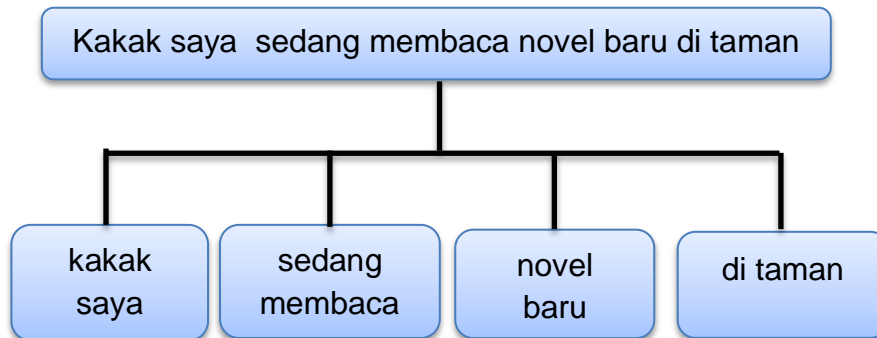 Kakak saya  sedang membaca novel baru di taman
kakak
saya
sedang
membaca
novel
baru
di taman